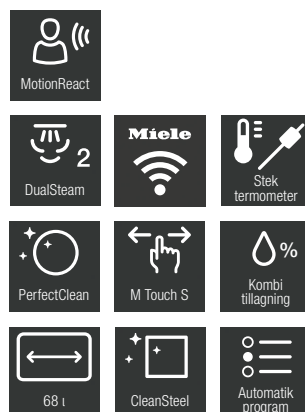 MotionReact
2
DualSteam
Miele
Stek
termometer
PerfectClean
M Touch S
%
Kombi
tillagning
68 l
CleanSteel
Automatik
program